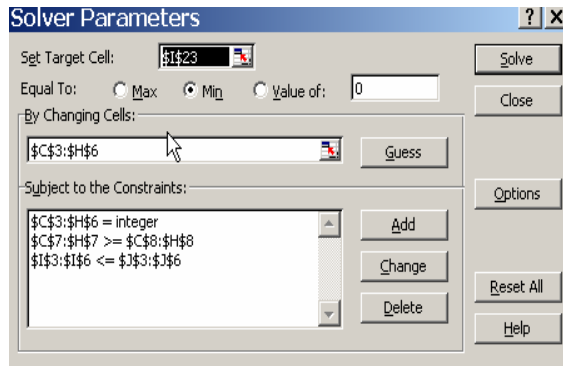 Solver Parameters ? X
Set Target Cell: $I$23 Solve
Equal To: Max Min Value of: 0 Close
By Changing Cells:
$C$3:$H$6 Guess
Subject to the Constraints: Options
$C$3:$H$6 = integer Add
$C$7:$H$7 >= $C$8:$H$8
$I$3:$I$6 <= $J$3:$J$6 Change
Reset All
Delete
Help